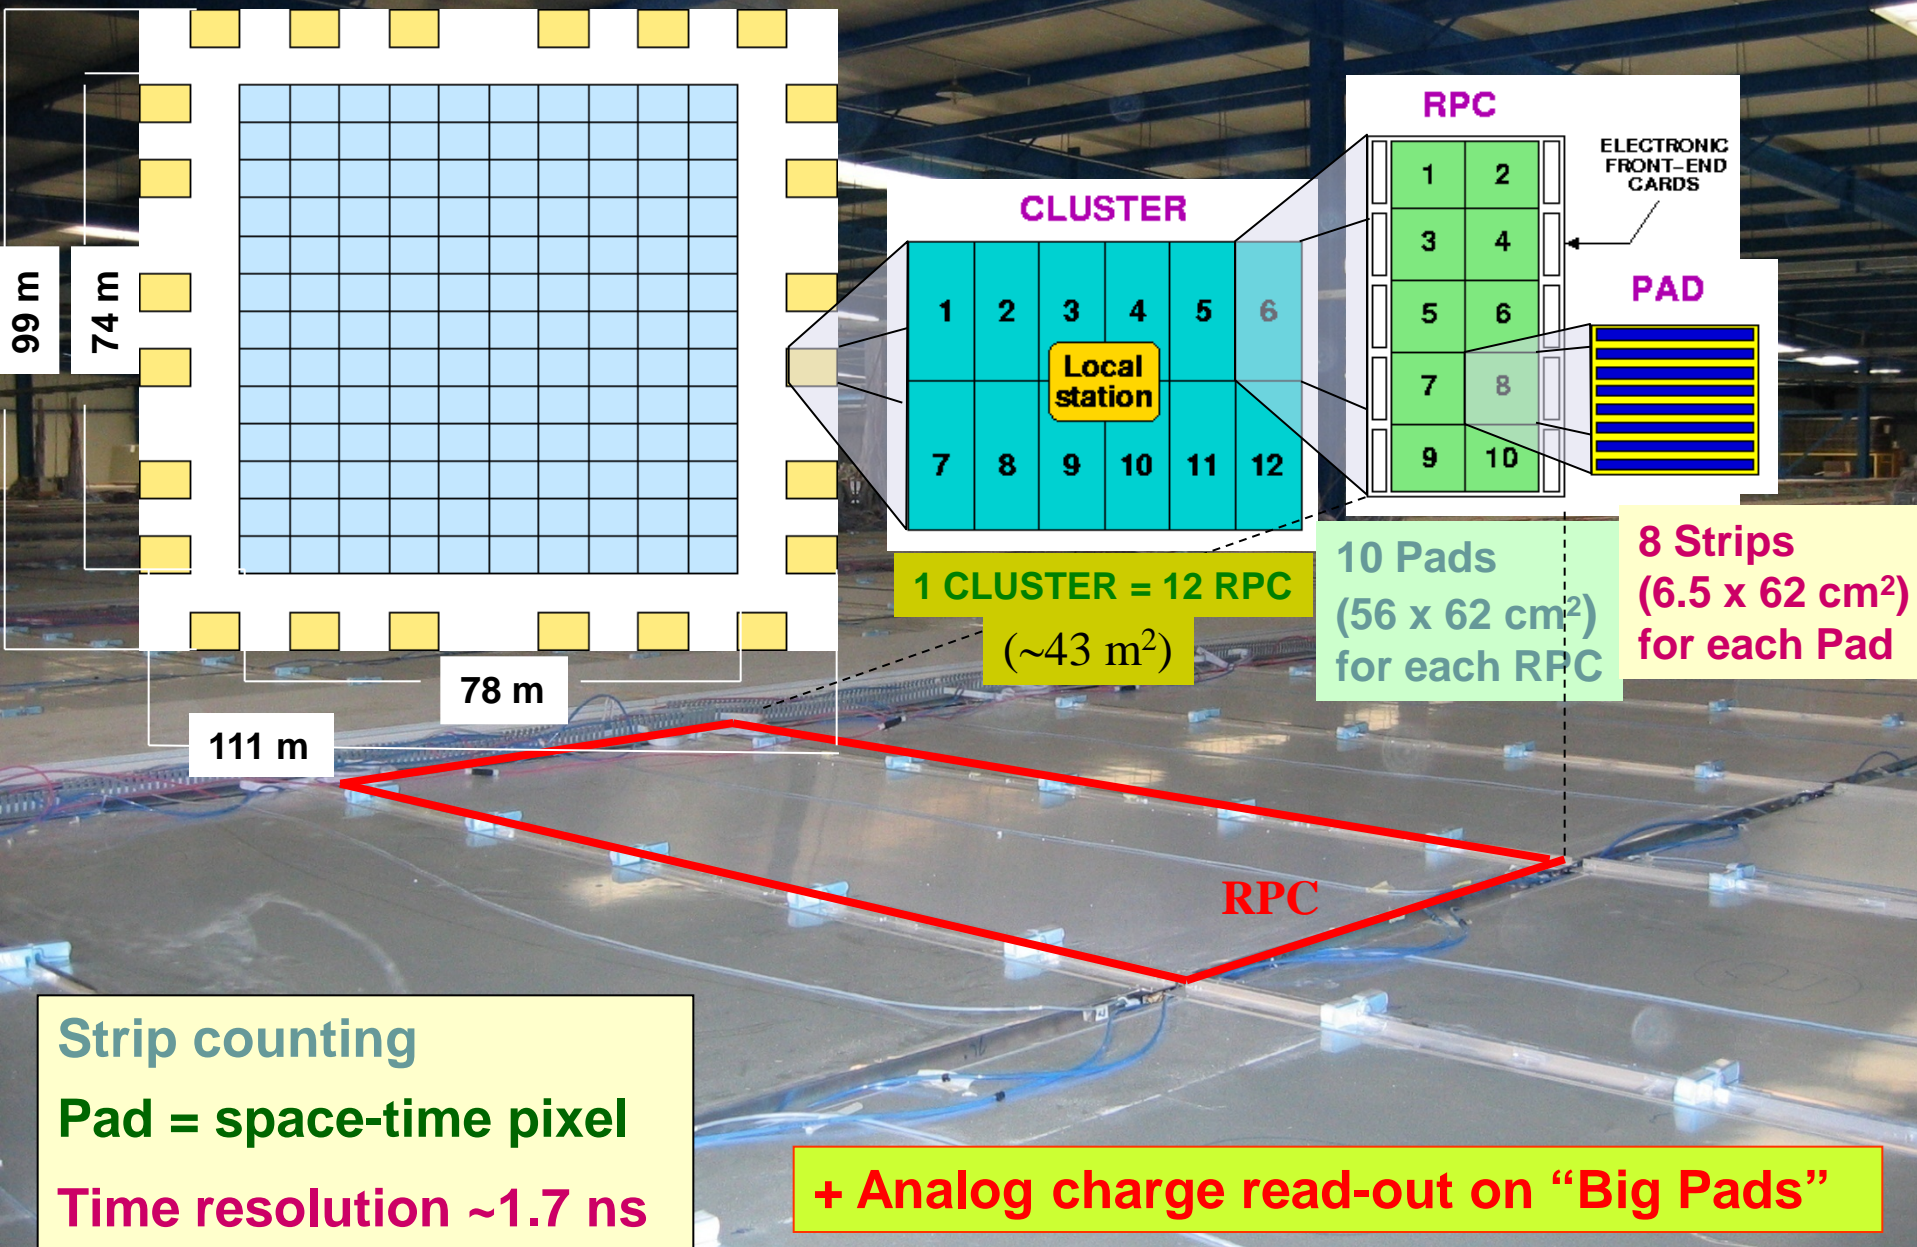 99 m
74 m
78 m
111 m
CLUSTER
1 2 3 4 5 6
Local
station
7 8 9 10 11 12
1 CLUSTER = 12 RPC
(~43 m²)
RPC
1 2
3 4
5 6
7 8
9 10
ELECTRONIC
FRONT-END
CARDS
PAD
10 Pads
(56 x 62 cm²)
for each RPC
8 Strips
(6.5 x 62 cm²)
for each Pad
RPC
Strip counting
Pad = space-time pixel
Time resolution ~1.7 ns
+ Analog charge read-out on “Big Pads”